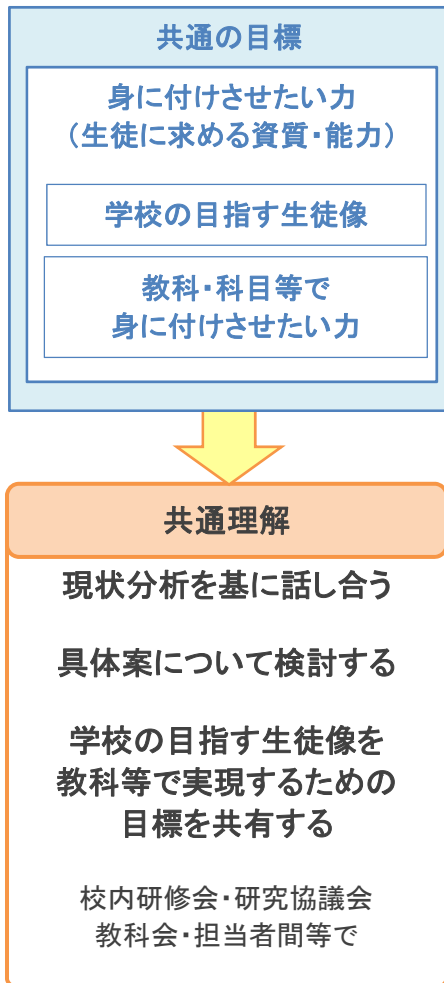 共通の目標
身に付けさせたい力
（生徒に求める資質・能力）
学校の目指す生徒像
教科・科目等で
身に付けさせたい力
共通理解
現状分析を基に話し合う
具体案について検討する
学校の目指す生徒像を
教科等で実現するための
目標を共有する
校内研修会・研究協議会
教科会・担当者間等で